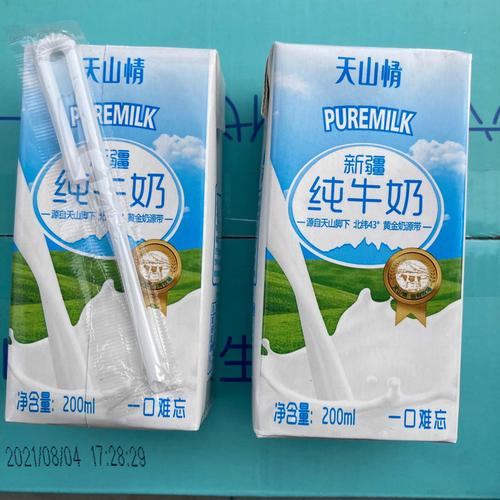 天山情
PUREMILK
新疆
纯牛奶
源自天山脚下 北纬43° 黄金奶源带
净含量: 200ml
一口难忘
天山情
PUREMILK
新疆
纯牛奶
源自天山脚下 北纬43° 黄金奶源带
净含量: 200ml
一口难忘
生
2021/08/04 17:28:29